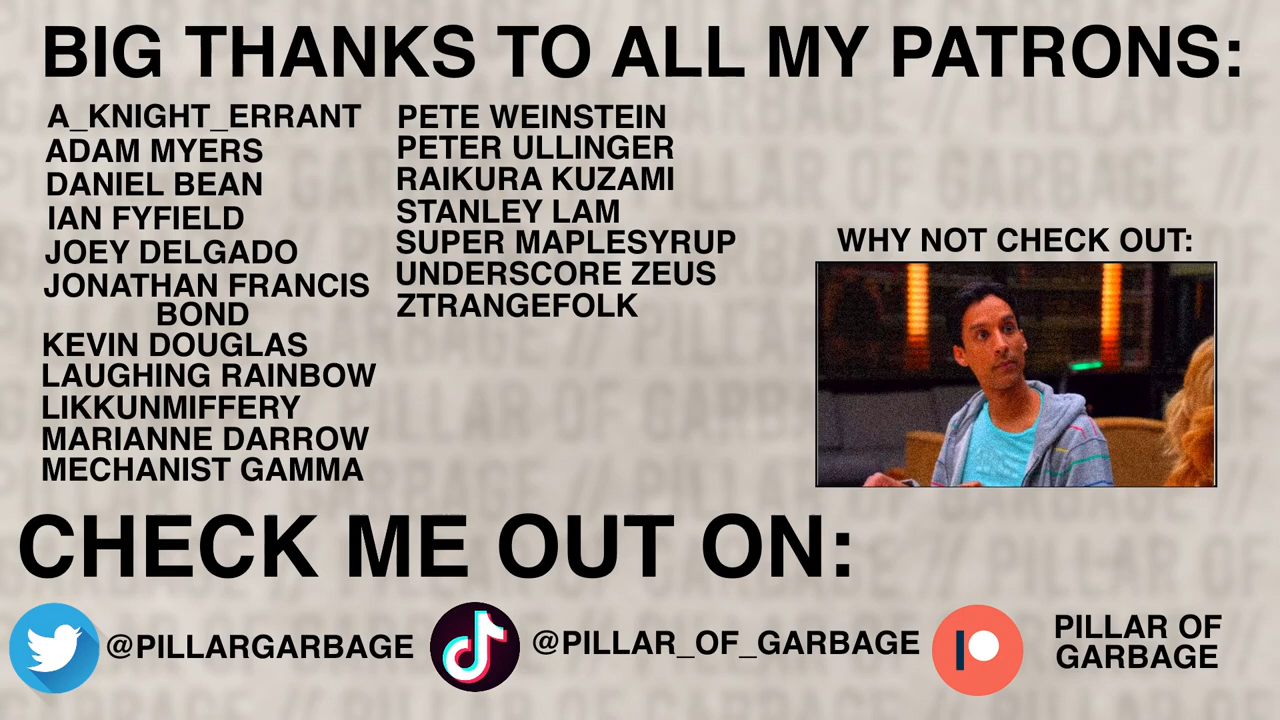 BIG THANKS TO ALL MY PATRONS:
A_KNIGHT_ERRANT
ADAM MYERS
DANIEL BEAN
IAN FYFIELD
JOEY DELGADO
JONATHAN FRANCIS
BOND
KEVIN DOUGLAS
LAUGHING RAINBOW
LIKKUNMIFFERY
MARIANNE DARROW
MECHANIST GAMMA
PETE WEINSTEIN
PETER ULLINGER
RAIKURA KUZAMI
STANLEY LAM
SUPER MAPLESYRUP
UNDERSCORE ZEUS
ZTRANGEFOLK
WHY NOT CHECK OUT:
CHECK ME OUT ON:
@PILLARGARBAGE
@PILLAR_OF_GARBAGE
PILLAR OF
GARBAGE